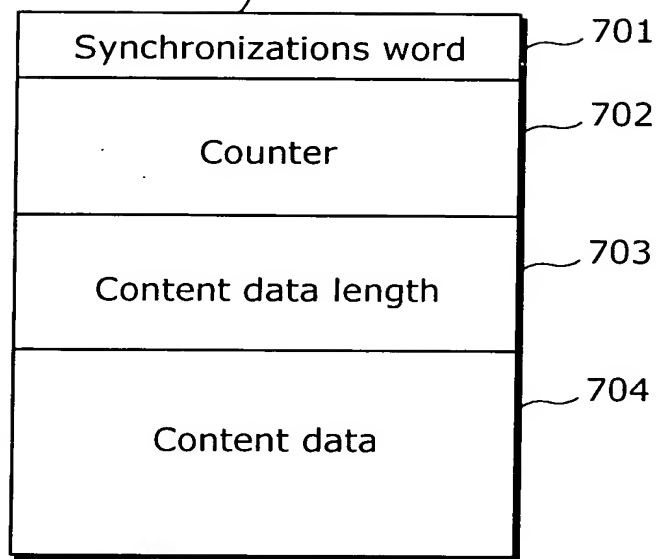 Synchronizations word 701
Counter 702
Content data length 703
Content data 704